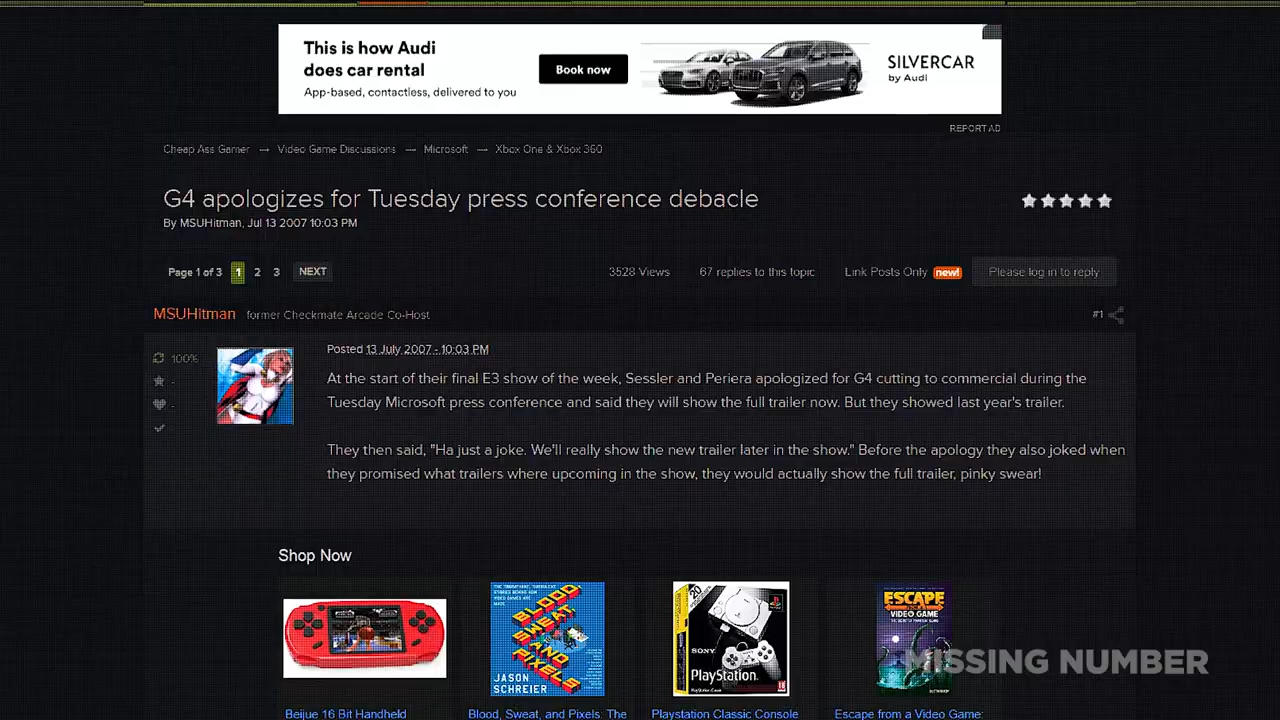 This is how Audi
does car rental
App-based, contactless, delivered to you
Book now
SILVERCAR
by Audi
REPORT AD
Cheap Ass Gamer → Video Game Discussions → Microsoft → Xbox One & Xbox 360
G4 apologizes for Tuesday press conference debacle
By MSUHitman, Jul 13 2007 10:03 PM
Page 1 of 3 1 2 3 NEXT
3528 Views 67 replies to this topic Link Posts Only new! Please log in to reply
MSUHitman former Checkmate Arcade Co-Host #1
100%
Posted 13 July 2007 - 10:03 PM
At the start of their final E3 show of the week, Sessler and Periera apologized for G4 cutting to commercial during the
Tuesday Microsoft press conference and said they will show the full trailer now. But they showed last year's trailer.
They then said, "Ha just a joke. We'll really show the new trailer later in the show." Before the apology they also joked when
they promised what trailers where upcoming in the show, they would actually show the full trailer, pinky swear!
Shop Now
BLOOD
SWEAT
AND
PIXELS
JASON
SCHREIER
20
SONY
PlayStation
ESCAPE
VIDEO GAME
MISSING NUMBER
Beijue 16 Bit Handheld
Blood, Sweat, and Pixels: The
Playstation Classic Console
Escape from a Video Game: